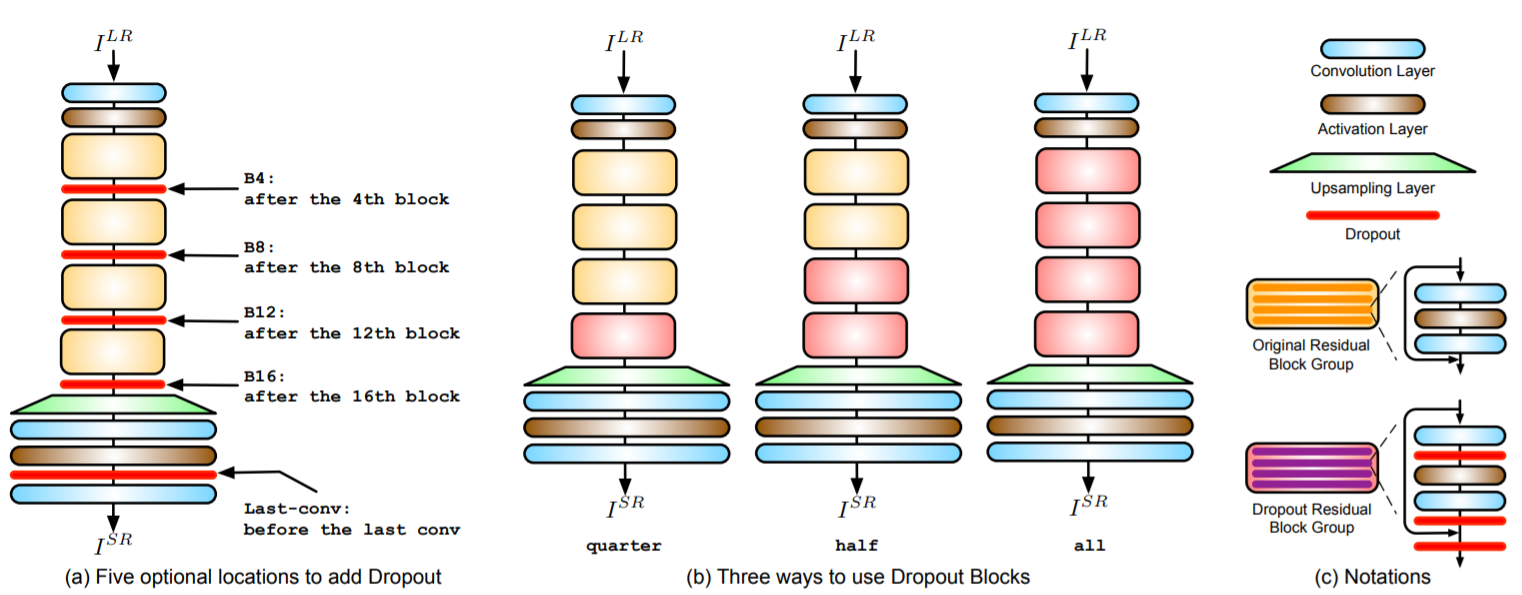 I^{LR}
B4:
after the 4th block
B8:
after the 8th block
B12:
after the 12th block
B16:
after the 16th block
Last-conv:
before the last conv
I^{SR}
(a) Five optional locations to add Dropout
I^{LR} I^{LR} I^{LR}
I^{SR} I^{SR} I^{SR}
quarter half all
(b) Three ways to use Dropout Blocks
Convolution Layer
Activation Layer
Upsampling Layer
Dropout
Original Residual
Block Group
Dropout Residual
Block Group
(c) Notations